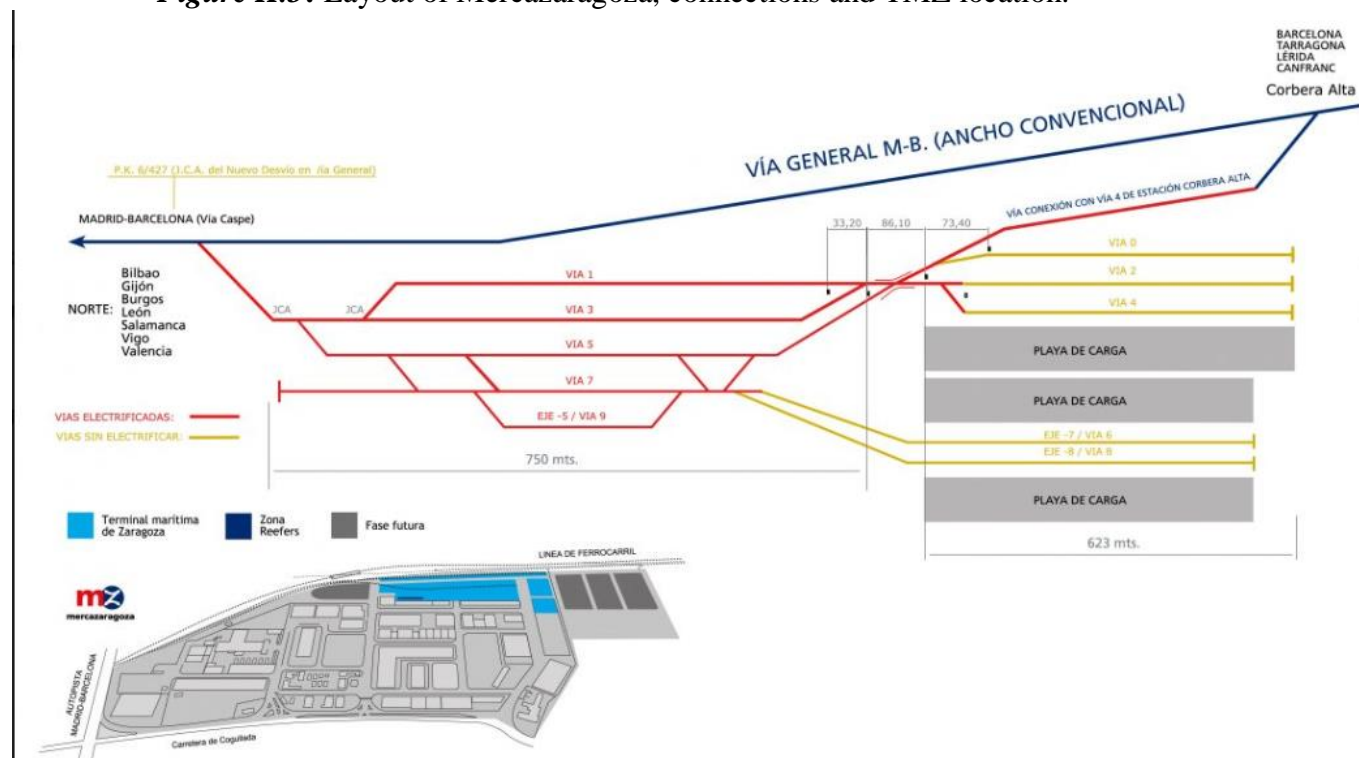 Figure II.5: Layout of Mercazaragoza, connections and TMZ location.
BARCELONA
TARRAGONA
LÉRIDA
CANFRANC
Corbera Alta
VÍA GENERAL M-B. (ANCHO CONVENCIONAL)
P.K. 6/427 (J.C.A. del Nuevo Desvío en Vía General)
MADRID-BARCELONA (Via Caspe)
VÍA CONEXIÓN CON VÍA 4 DE ESTACIÓN CORBERA ALTA
33,20
86,10
73,40
VIA 0
VIA 1
VIA 2
NORTE:
Bilbao
Gijón
Burgos
León
Salamanca
Vigo
Valencia
JCA
JCA
VIA 3
VIA 4
VIA 5
PLAYA DE CARGA
VIA 7
PLAYA DE CARGA
VIAS ELECTRIFICADAS:
EJE -5 / VIA 9
VIAS SIN ELECTRIFICAR:
EJE -7 / VIA 6
EJE -8 / VIA 8
750 mts.
PLAYA DE CARGA
623 mts.
Terminal marítima
de Zaragoza
Zona
Reefers
Fase futura
LINEA DE FERROCARRIL
mz
mercazaragoza
AUTOPISTA
MADRID-BARCELONA
Carretera de Cogullada